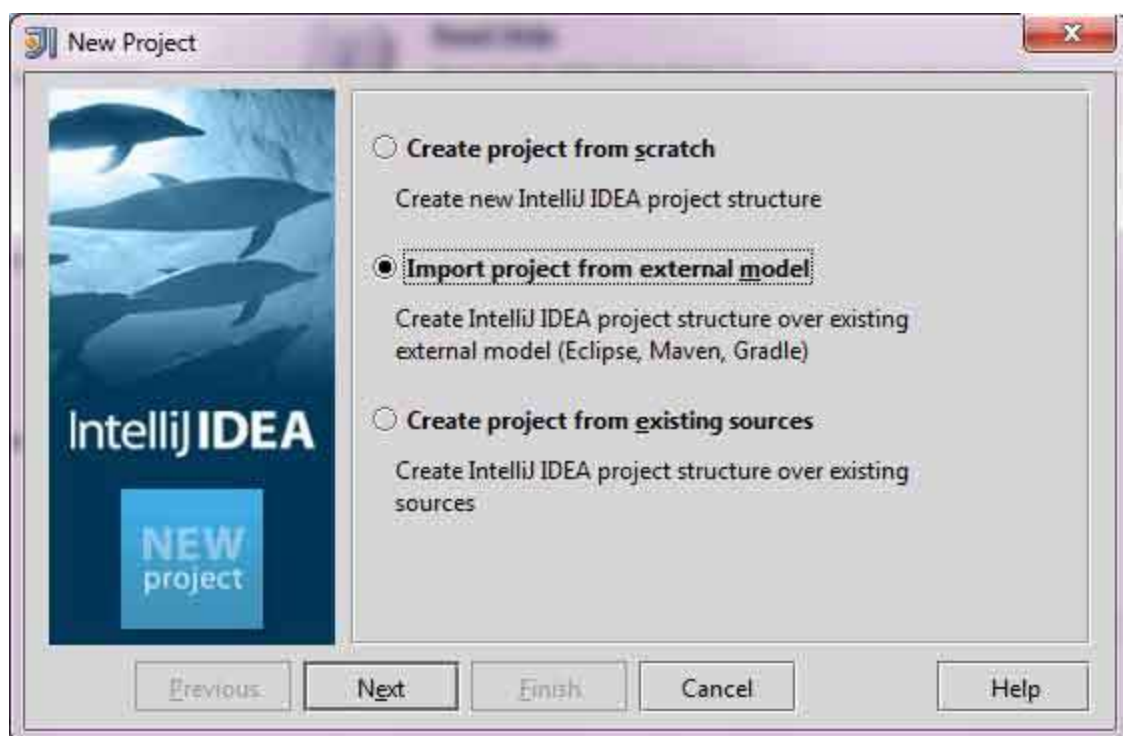 New Project
Create project from scratch
Create new IntelliJ IDEA project structure
Import project from external model
Create IntelliJ IDEA project structure over existing
external model (Eclipse, Maven, Gradle)
Create project from existing sources
Create IntelliJ IDEA project structure over existing
sources
IntelliJ IDEA
NEW
project
Previous
Next
Finish
Cancel
Help